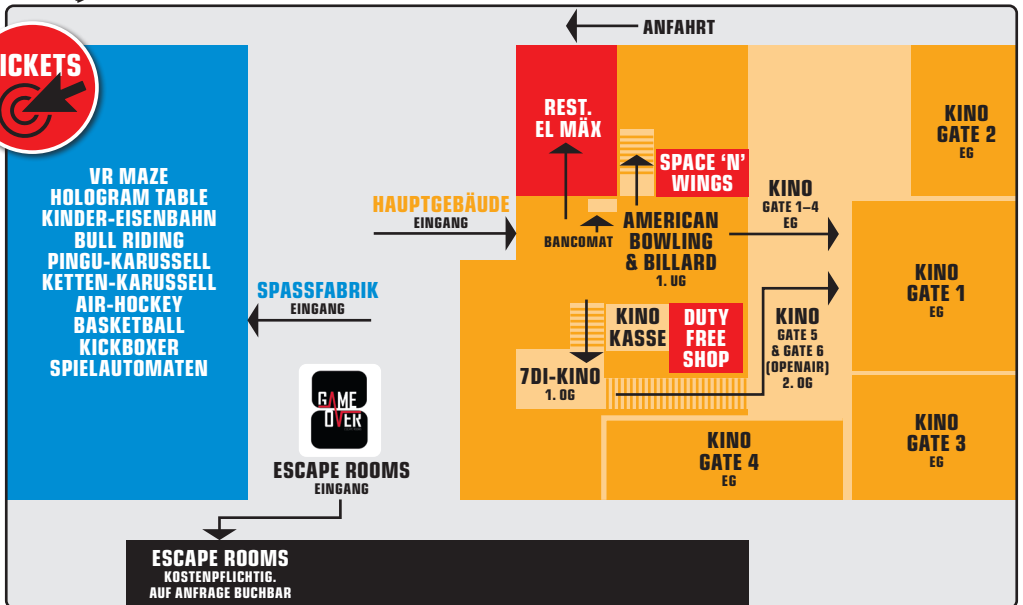 ANFAHRT
TICKETS
VR MAZE
HOLOGRAM TABLE
KINDER-EISENBAHN
BULL RIDING
PINGU-KARUSSELL
KETTEN-KARUSSELL
AIR-HOCKEY
BASKETBALL
KICKBOXER
SPIELAUTOMATEN
HAUPTGEBÄUDE
EINGANG
SPASSFABRIK
EINGANG
GAME
OVER
ESCAPE ROOMS
EINGANG
ESCAPE ROOMS
KOSTENPFLICHTIG.
AUF ANFRAGE BUCHBAR
REST.
EL MÄX
SPACE 'N'
WINGS
BANCOMAT
AMERICAN
BOWLING
& BILLARD
1. UG
KINO
GATE 1–4
EG
KINO
KASSE
DUTY
FREE
SHOP
7DI-KINO
1. OG
KINO
GATE 5
& GATE 6
(OPENAIR)
2. OG
KINO
GATE 2
EG
KINO
GATE 1
EG
KINO
GATE 3
EG
KINO
GATE 4
EG